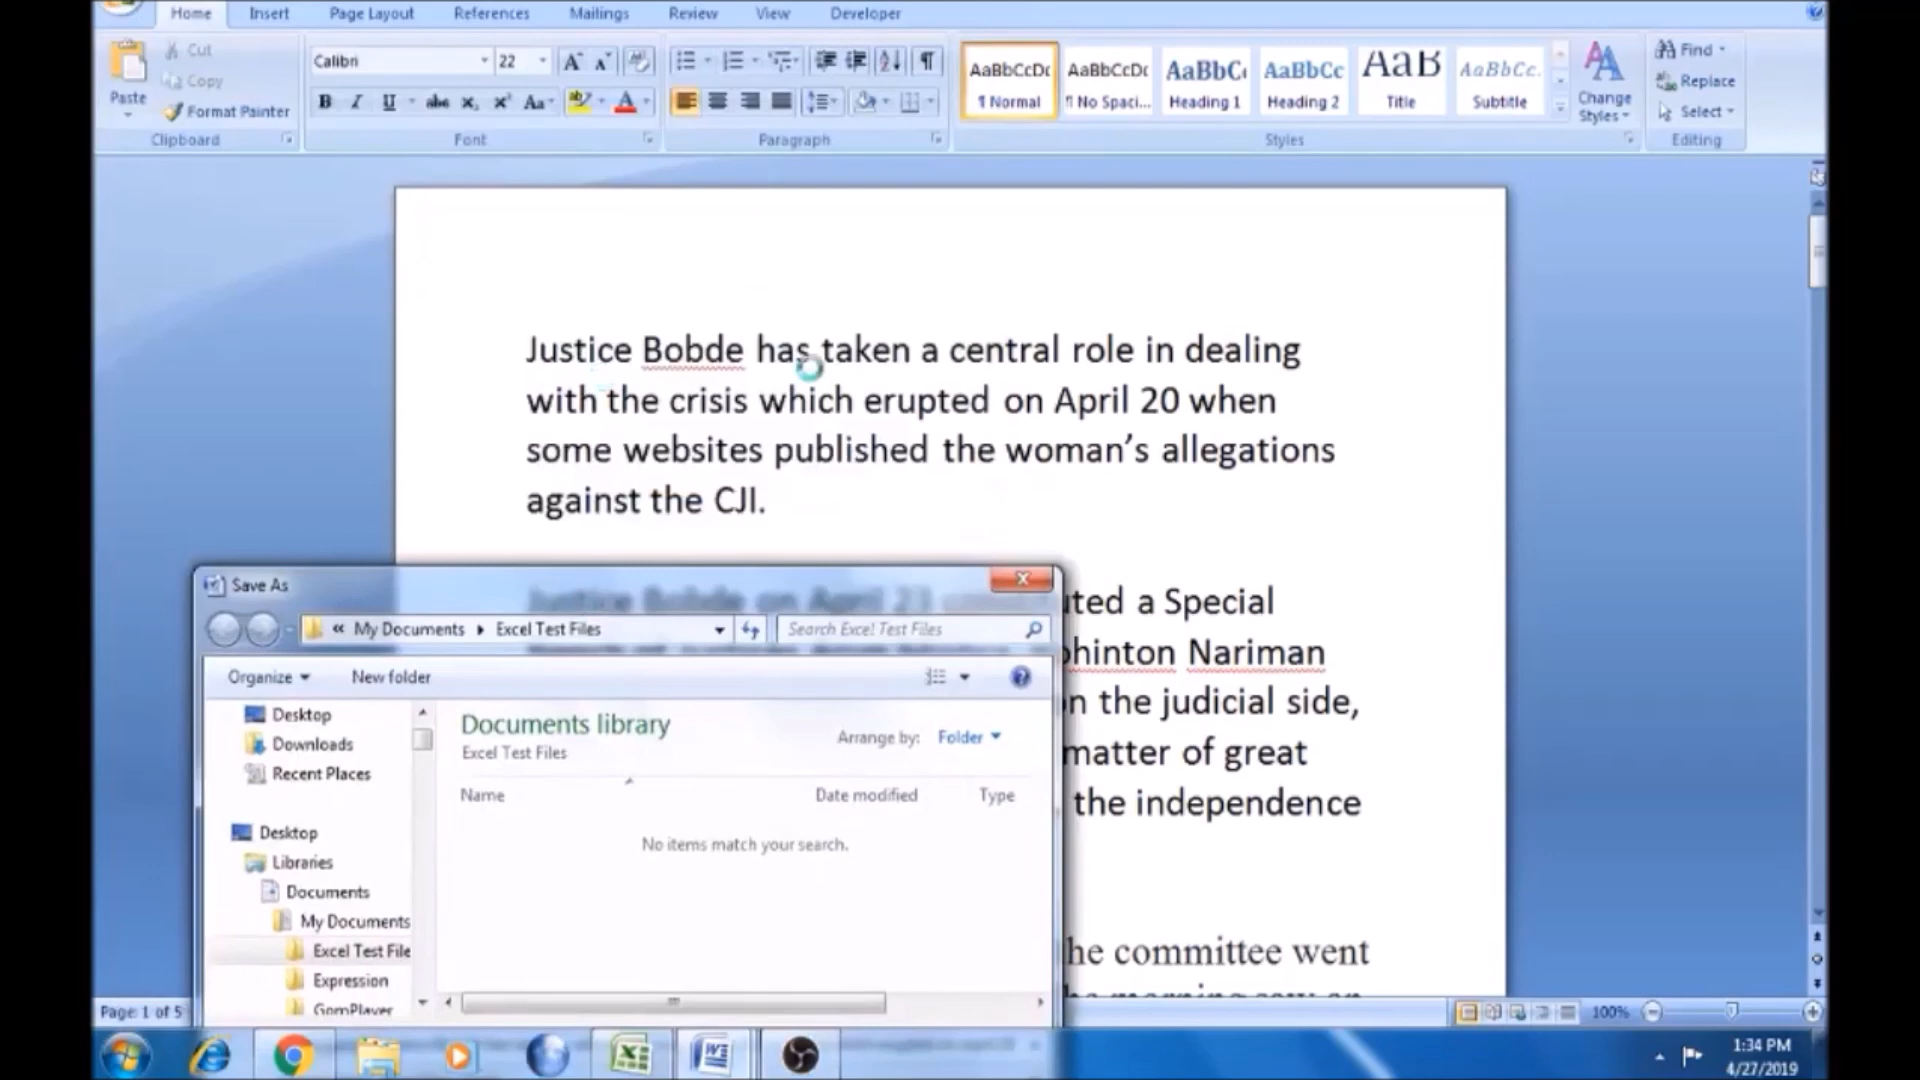 Home Insert Page Layout References Mailings Review View Developer
Cut
Copy
Format Painter
Paste
Clipboard
Calibri 22
Font
Paragraph
AaBbCcDc AaBbCcDc AaBbC AaBbCc AaB AaBbCc.
¶ Normal ¶ No Spaci... Heading 1 Heading 2 Title Subtitle
Change Styles
Styles
Find
Replace
Select
Editing
Justice Bobde has taken a central role in dealing
with the crisis which erupted on April 20 when
some websites published the woman’s allegations
against the CJI.
Justice Bobde on April 23 uted a Special
hinton Nariman
n the judicial side,
matter of great
the independence
he committee went
Save As
« My Documents Excel Test Files
Search Excel Test Files
Organize New folder
Desktop
Downloads
Recent Places
Desktop
Libraries
Documents
My Documents
Excel Test File
Expression
GomPlayer
Documents library
Excel Test Files
Arrange by: Folder
Name Date modified Type
No items match your search.
Page: 1 of 5
100%
1:34 PM
4/27/2019